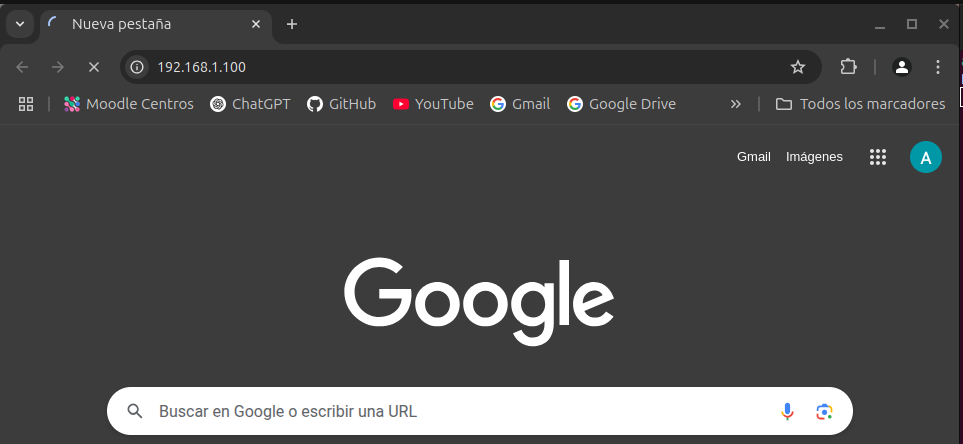 Nueva pestaña
192.168.1.100
Moodle Centros ChatGPT GitHub YouTube Gmail Google Drive » Todos los marcadores
Gmail Imágenes A
Google
Buscar en Google o escribir una URL